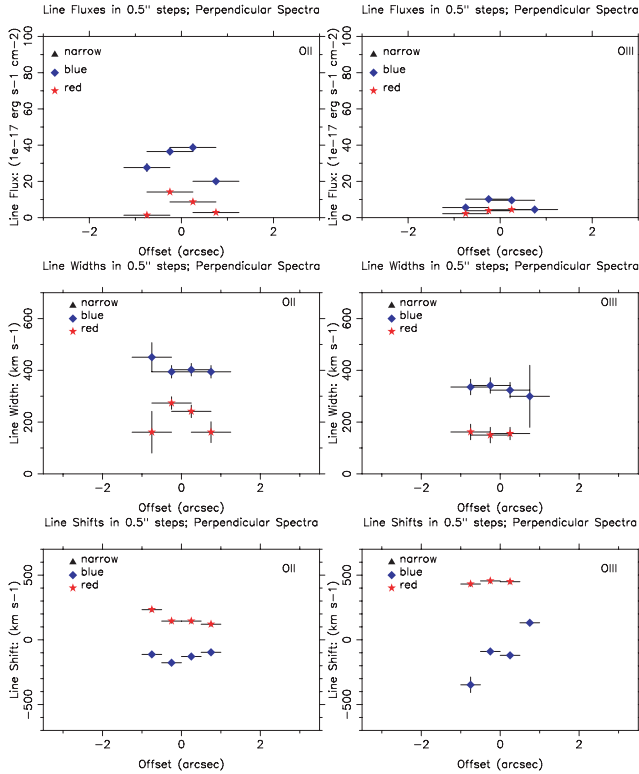 Line Fluxes in 0.5" steps; Perpendicular Spectra
Line Flux: (1e-17 erg s-1 cm-2)
100
80
60
40
20
0
narrow
blue
red
OII
-2
0
2
Offset (arcsec)
Line Fluxes in 0.5" steps; Perpendicular Spectra
Line Flux: (1e-17 erg s-1 cm-2)
100
80
60
40
20
0
narrow
blue
red
OIII
-2
0
2
Offset (arcsec)
Line Widths in 0.5" steps; Perpendicular Spectra
Line Width: (km s-1)
600
400
200
0
narrow
blue
red
OII
-2
0
2
Offset (arcsec)
Line Widths in 0.5" steps; Perpendicular Spectra
Line Width: (km s-1)
600
400
200
0
narrow
blue
red
OIII
-2
0
2
Offset (arcsec)
Line Shifts in 0.5" steps; Perpendicular Spectra
Line Shift: (km s-1)
500
0
-500
narrow
blue
red
OII
-2
0
2
Offset (arcsec)
Line Shifts in 0.5" steps; Perpendicular Spectra
Line Shift: (km s-1)
500
0
-500
narrow
blue
red
OIII
-2
0
2
Offset (arcsec)